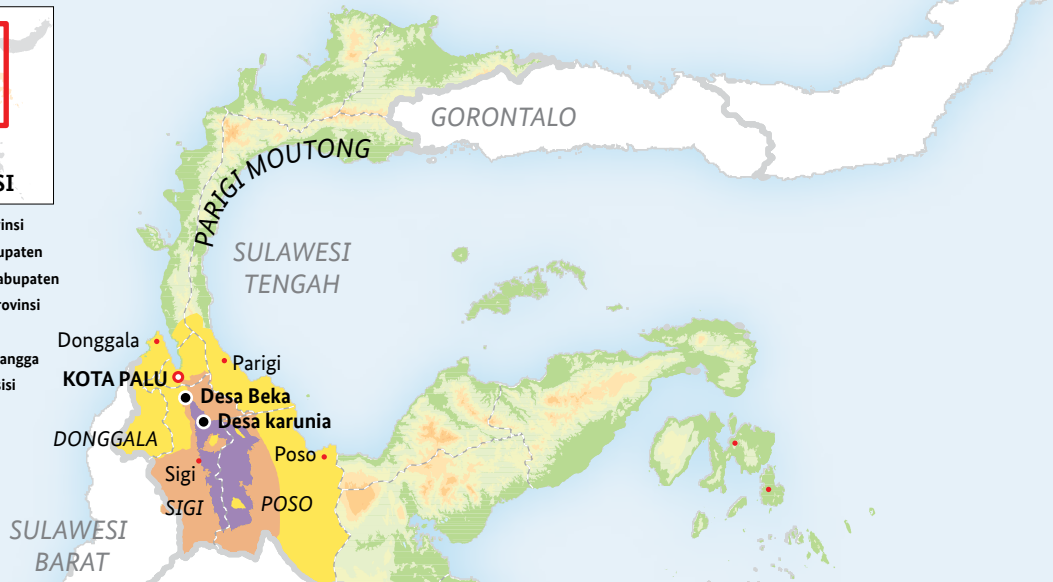 SI
insi
upaten
abupaten
rovinsi
angga
isi
GORONTALO
PARIGI MOUTONG
SULAWESI
TENGAH
Donggala
Parigi
KOTA PALU
Desa Beka
Desa karunia
DONGGALA
Poso
Sigi
SIGI
POSO
SULAWESI
BARAT